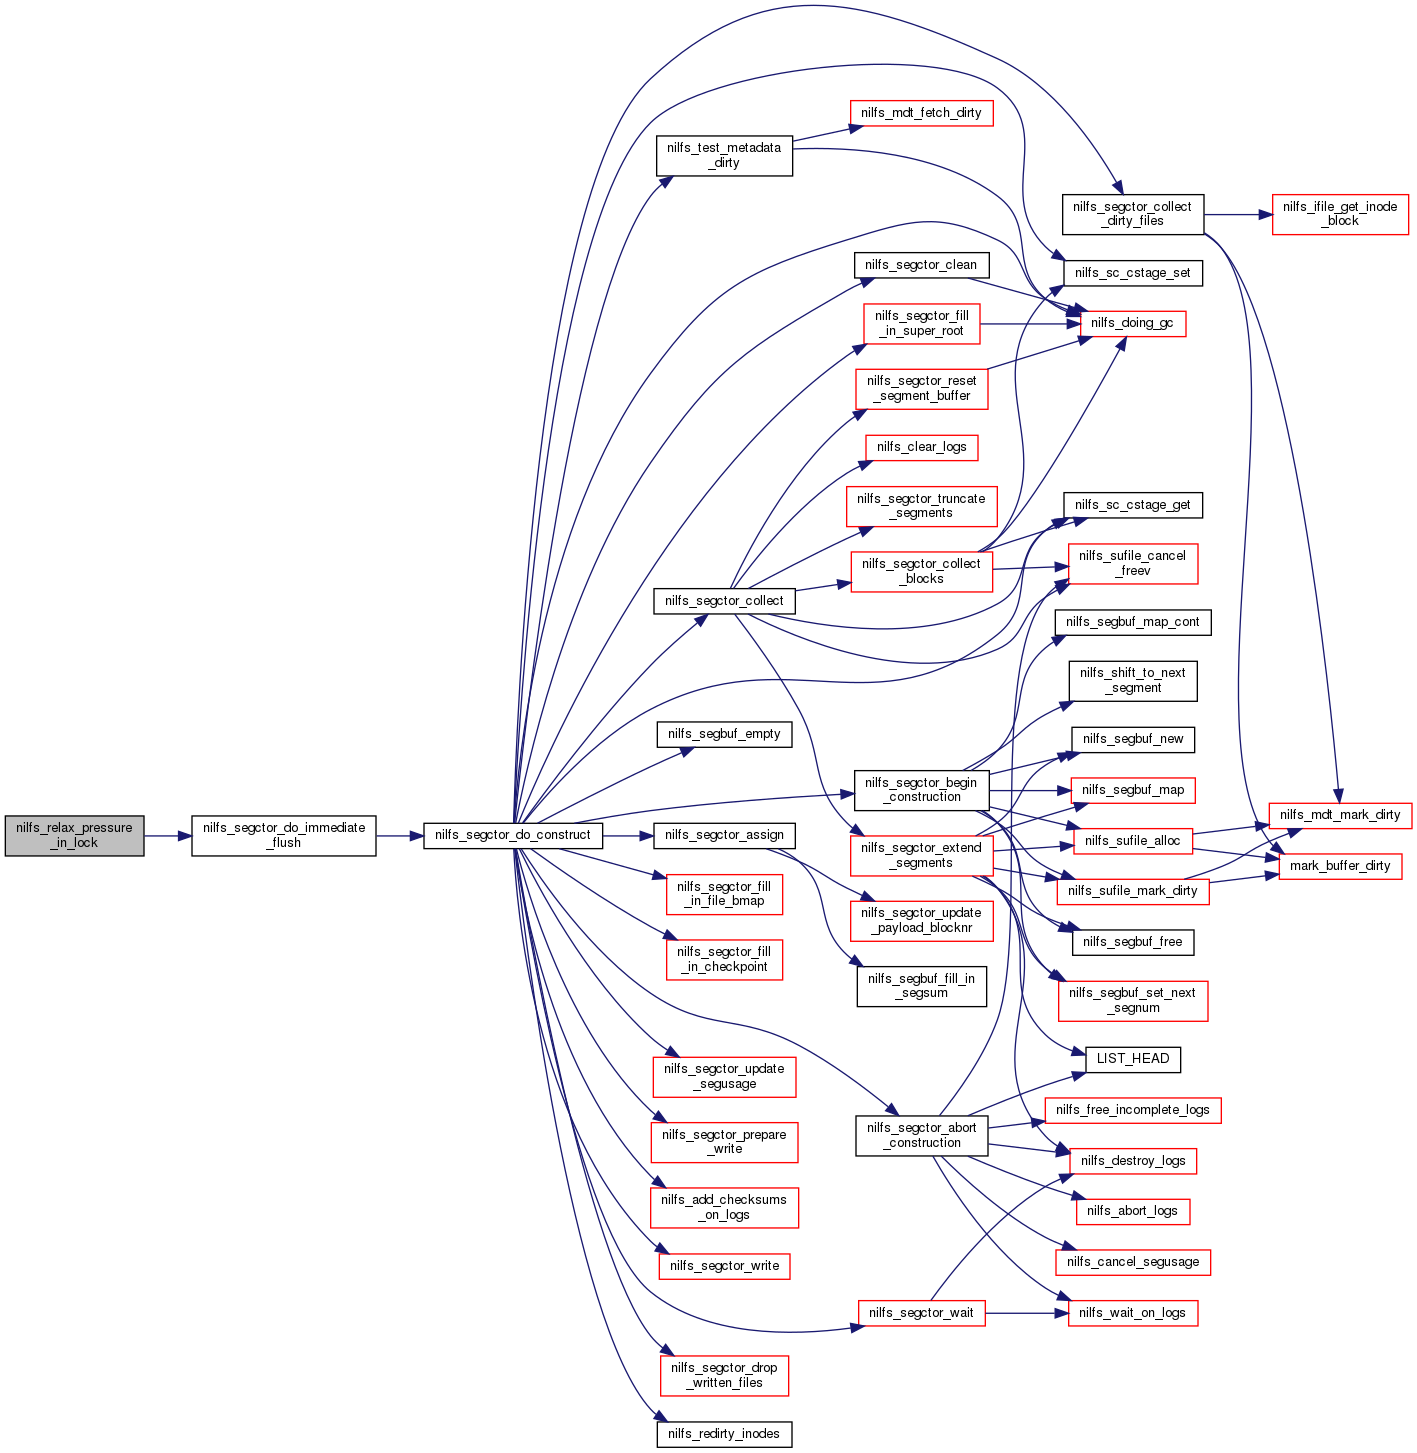 nilfs_relax_pressure
_in_lock
nilfs_segctor_do_immediate
_flush
nilfs_segctor_do_construct
nilfs_test_metadata
_dirty
nilfs_segctor_collect
nilfs_segbuf_empty
nilfs_segctor_assign
nilfs_segctor_fill
_in_file_bmap
nilfs_segctor_fill
_in_checkpoint
nilfs_segctor_update
_segusage
nilfs_segctor_prepare
_write
nilfs_add_checksums
_on_logs
nilfs_segctor_write
nilfs_segctor_drop
_written_files
nilfs_redirty_inodes
nilfs_mdt_fetch_dirty
nilfs_segctor_clean
nilfs_segctor_fill
_in_super_root
nilfs_segctor_reset
_segment_buffer
nilfs_clear_logs
nilfs_segctor_truncate
_segments
nilfs_segctor_collect
_blocks
nilfs_segctor_begin
_construction
nilfs_segctor_extend
_segments
nilfs_segctor_update
_payload_blocknr
nilfs_segbuf_fill_in
_segsum
nilfs_segctor_abort
_construction
nilfs_segctor_wait
nilfs_segctor_collect
_dirty_files
nilfs_sc_cstage_set
nilfs_doing_gc
nilfs_sc_cstage_get
nilfs_sufile_cancel
_freev
nilfs_segbuf_map_cont
nilfs_shift_to_next
_segment
nilfs_segbuf_new
nilfs_segbuf_map
nilfs_sufile_alloc
nilfs_sufile_mark_dirty
nilfs_segbuf_free
nilfs_segbuf_set_next
_segnum
LIST_HEAD
nilfs_free_incomplete_logs
nilfs_destroy_logs
nilfs_abort_logs
nilfs_cancel_segusage
nilfs_wait_on_logs
nilfs_ifile_get_inode
_block
nilfs_mdt_mark_dirty
mark_buffer_dirty